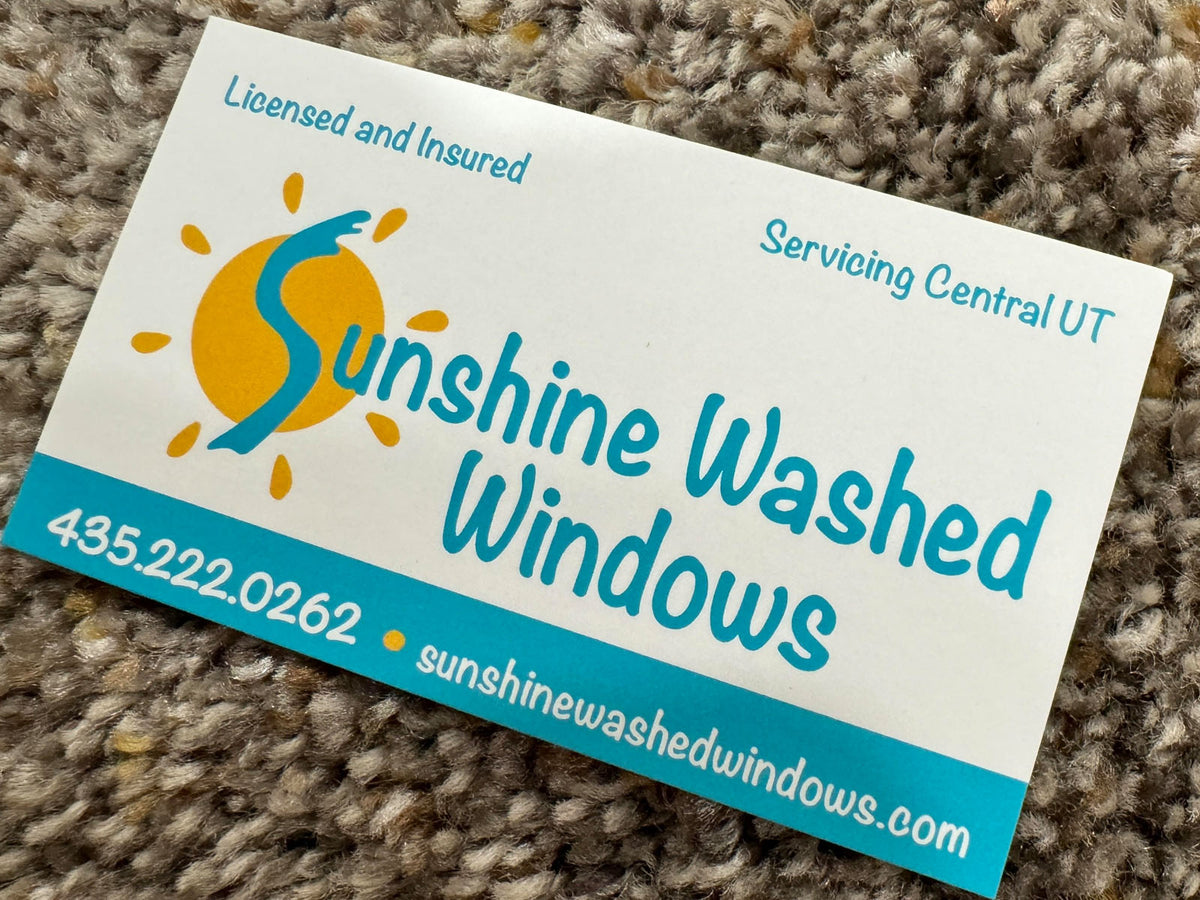 Licensed and Insured
Servicing Central UT
Sunshine Washed
Windows
435.222.0262 • sunshinewashedwindows.com